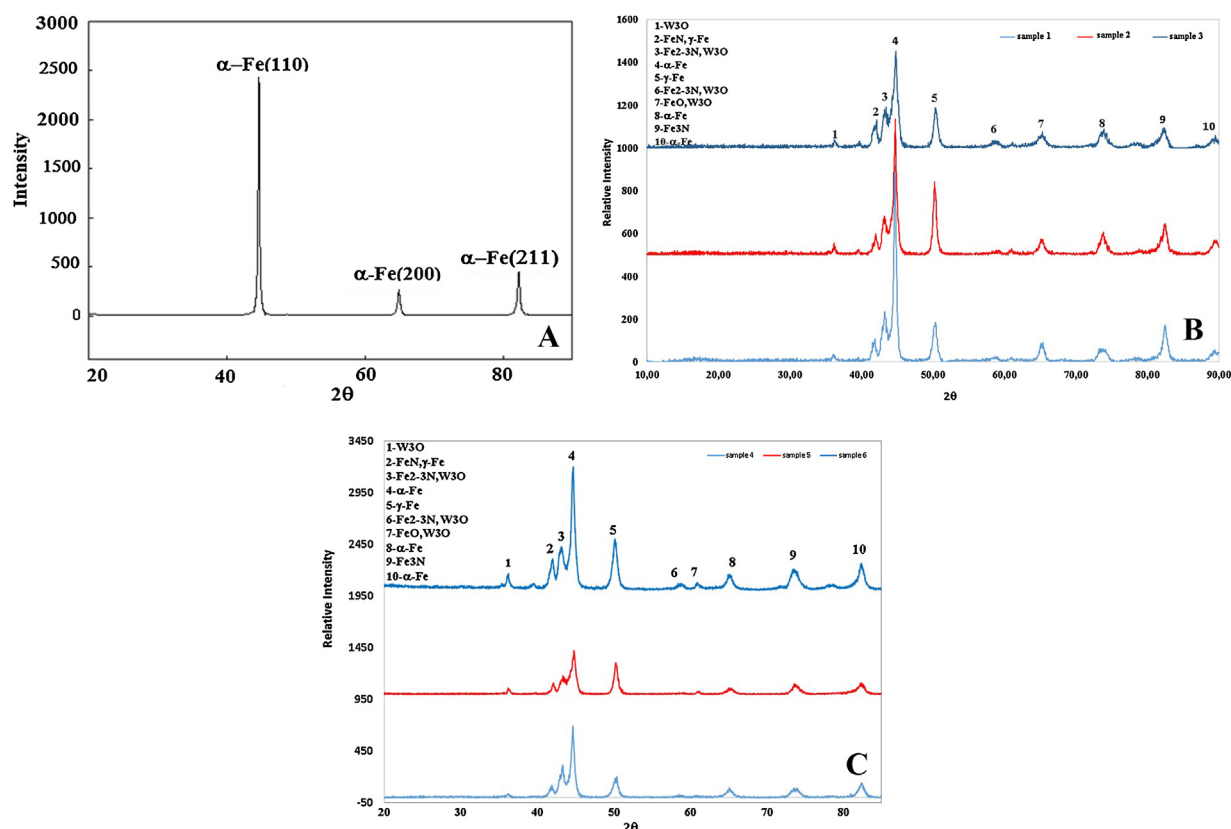 3000
2500
2000
1500
1000
500
0
Intensity
α–Fe(110)
α-Fe(200)
α–Fe(211)
A
20
40
60
80
2θ
1600
1400
1200
1000
800
600
400
200
0
Relative Intensity
1-W3O
2-FeN, γ-Fe
3-Fe2-3N, W3O
4-α-Fe
5-γ-Fe
6-Fe2-3N, W3O
7-FeO, W3O
8-α-Fe
9-Fe3N
10-α-Fe
sample 1
sample 2
sample 3
1
2
3
4
5
6
7
8
9
10
B
10,00
20,00
30,00
40,00
50,00
60,00
70,00
80,00
90,00
2θ
3450
2950
2450
1950
1450
950
450
-50
Relative Intensity
1-W3O
2-FeN,γ-Fe
3-Fe2-3N,W3O
4-α-Fe
5-γ-Fe
6-Fe2-3N, W3O
7-FeO,W3O
8-α-Fe
9-Fe3N
10-α-Fe
sample 4
sample 5
sample 6
1
2
3
4
5
6
7
8
9
10
C
20
30
40
50
60
70
80
2θ